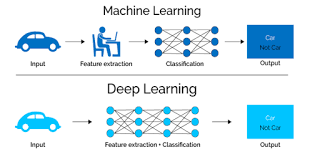 Machine Learning
Car
Not Car
Input
Feature extraction
Classification
Output
Deep Learning
Car
Not Car
Input
Feature extraction + Classification
Output